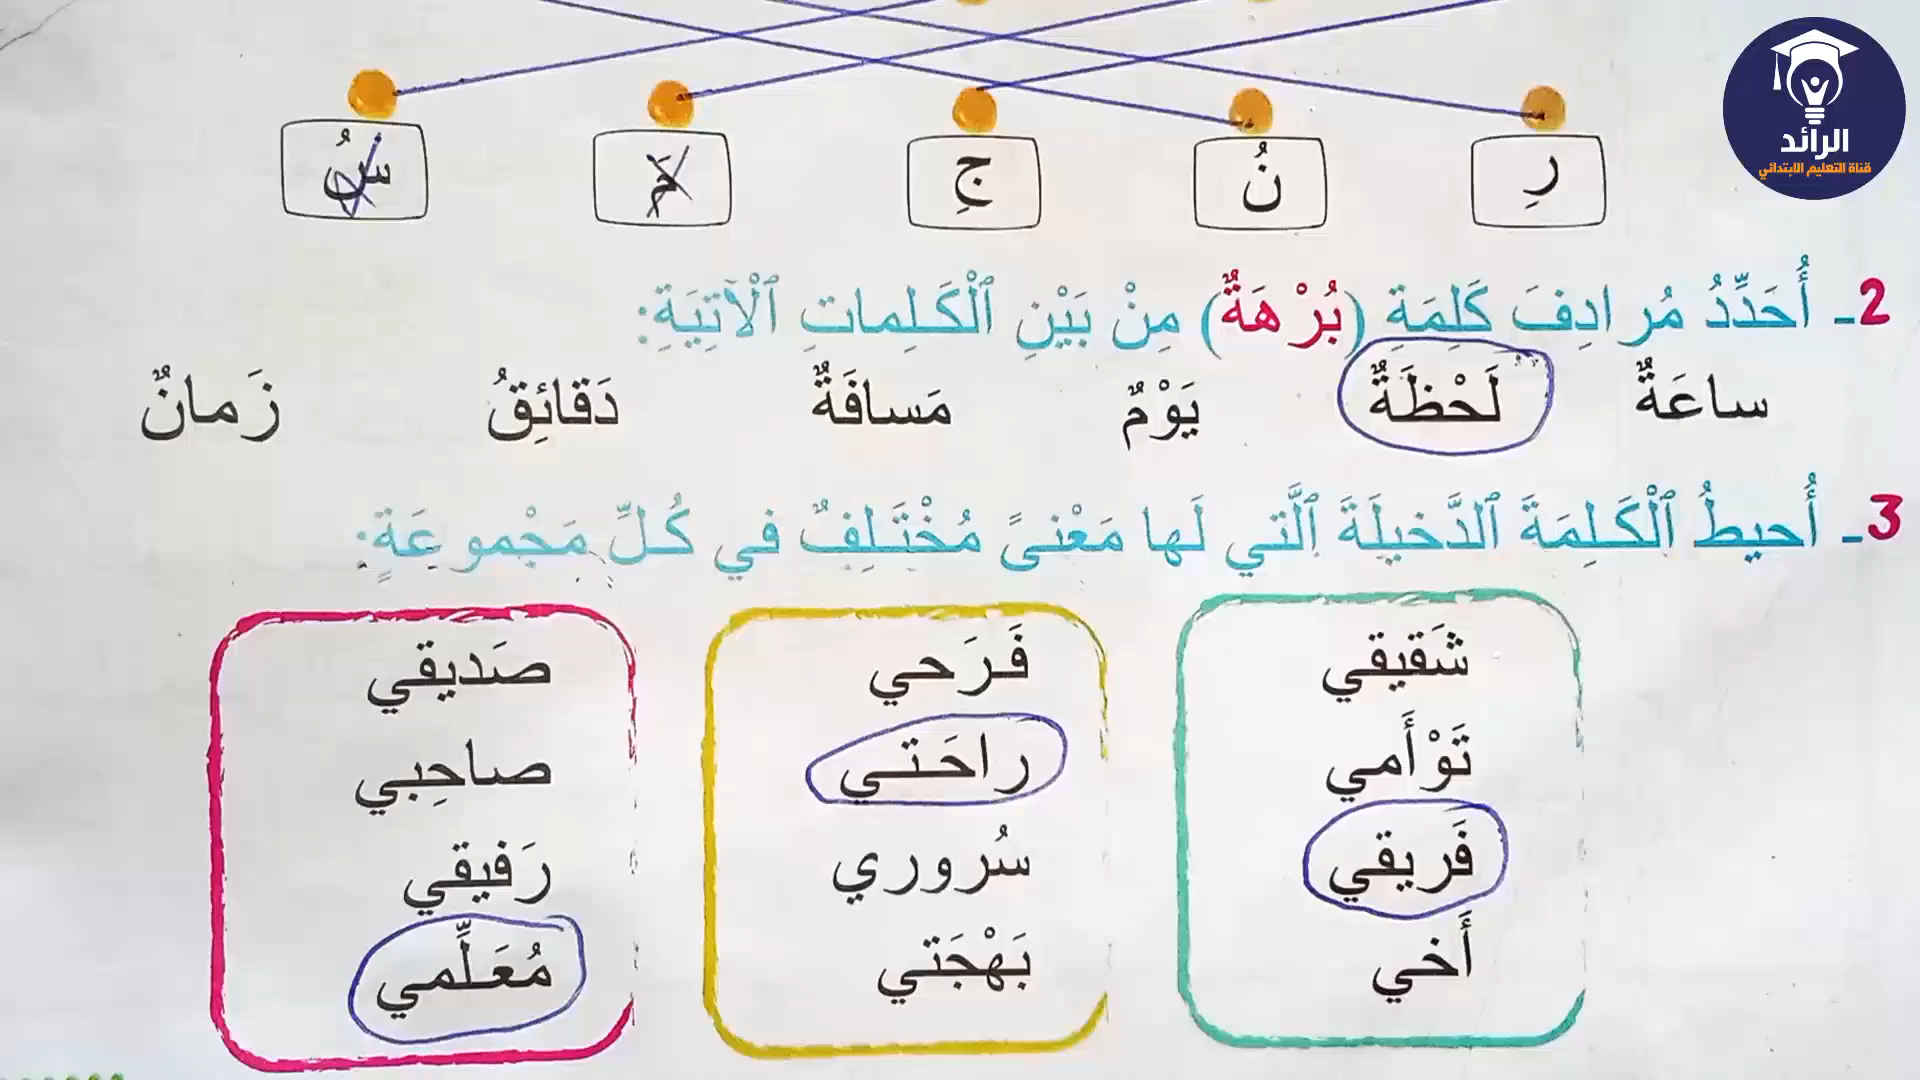 الرائد
قناة التعليم الابتدائي
رِ نُ جِ مَ سُ
2- أُحَدِّدُ مُرادِفَ كَلِمَةِ (بُرْهَةٌ) مِنْ بَيْنِ ٱلْكَلِماتِ ٱلْآتِيَةِ:
ساعَةٌ لَحْظَةٌ يَوْمٌ مَسافَةٌ دَقائِقُ زَمانٌ
3- أُحيطُ ٱلْكَلِمَةَ ٱلدَّخيلَةَ ٱلَّتي لَها مَعْنىً مُخْتَلِفٌ في كُلِّ مَجْموعَةٍ:
شَقيقي
تَوْأَمي
فَريقي
أَخي
فَرَحي
راحَتي
سُروري
بَهْجَتي
صَديقي
صاحِبي
رَفيقي
مُعَلِّمي